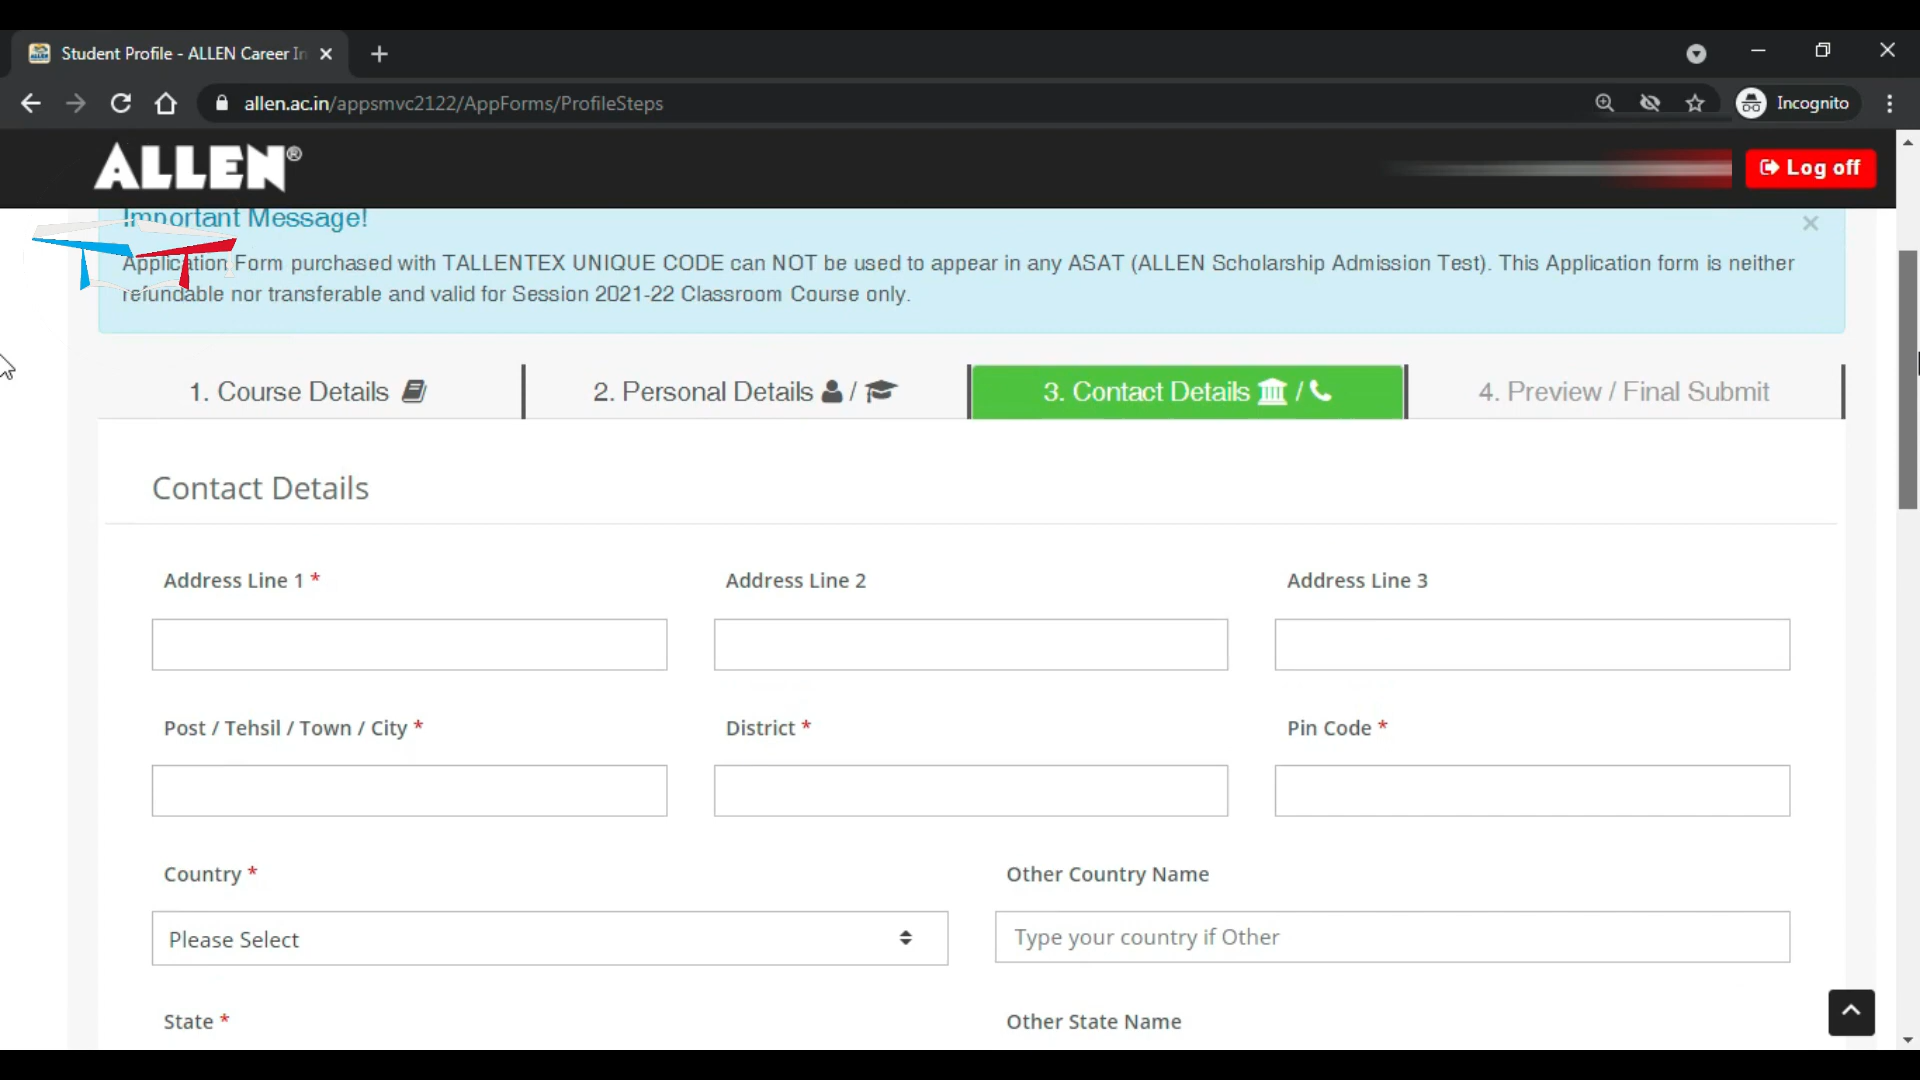 Student Profile - ALLEN Career In
allen.ac.in/appsmvc2122/AppForms/ProfileSteps
Incognito
ALLEN®
Log off
Important Message!
Application Form purchased with TALLENTEX UNIQUE CODE can NOT be used to appear in any ASAT (ALLEN Scholarship Admission Test). This Application form is neither
refundable nor transferable and valid for Session 2021-22 Classroom Course only.
1. Course Details
2. Personal Details /
3. Contact Details /
4. Preview / Final Submit
Contact Details
Address Line 1 *
Address Line 2
Address Line 3
Post / Tehsil / Town / City *
District *
Pin Code *
Country *
Other Country Name
Please Select
Type your country if Other
State *
Other State Name